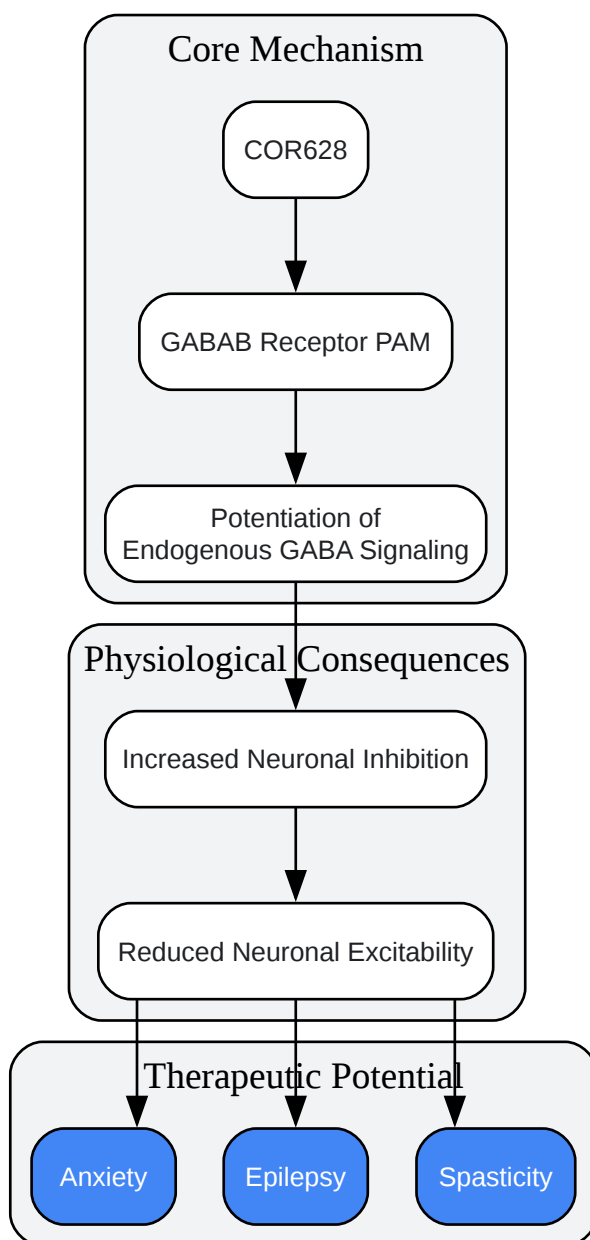 Core Mechanism
COR628
GABAB Receptor PAM
Potentiation of
Endogenous GABA Signaling
Physiological Consequences
Increased Neuronal Inhibition
Reduced Neuronal Excitability
Therapeutic Potential
Anxiety
Epilepsy
Spasticity